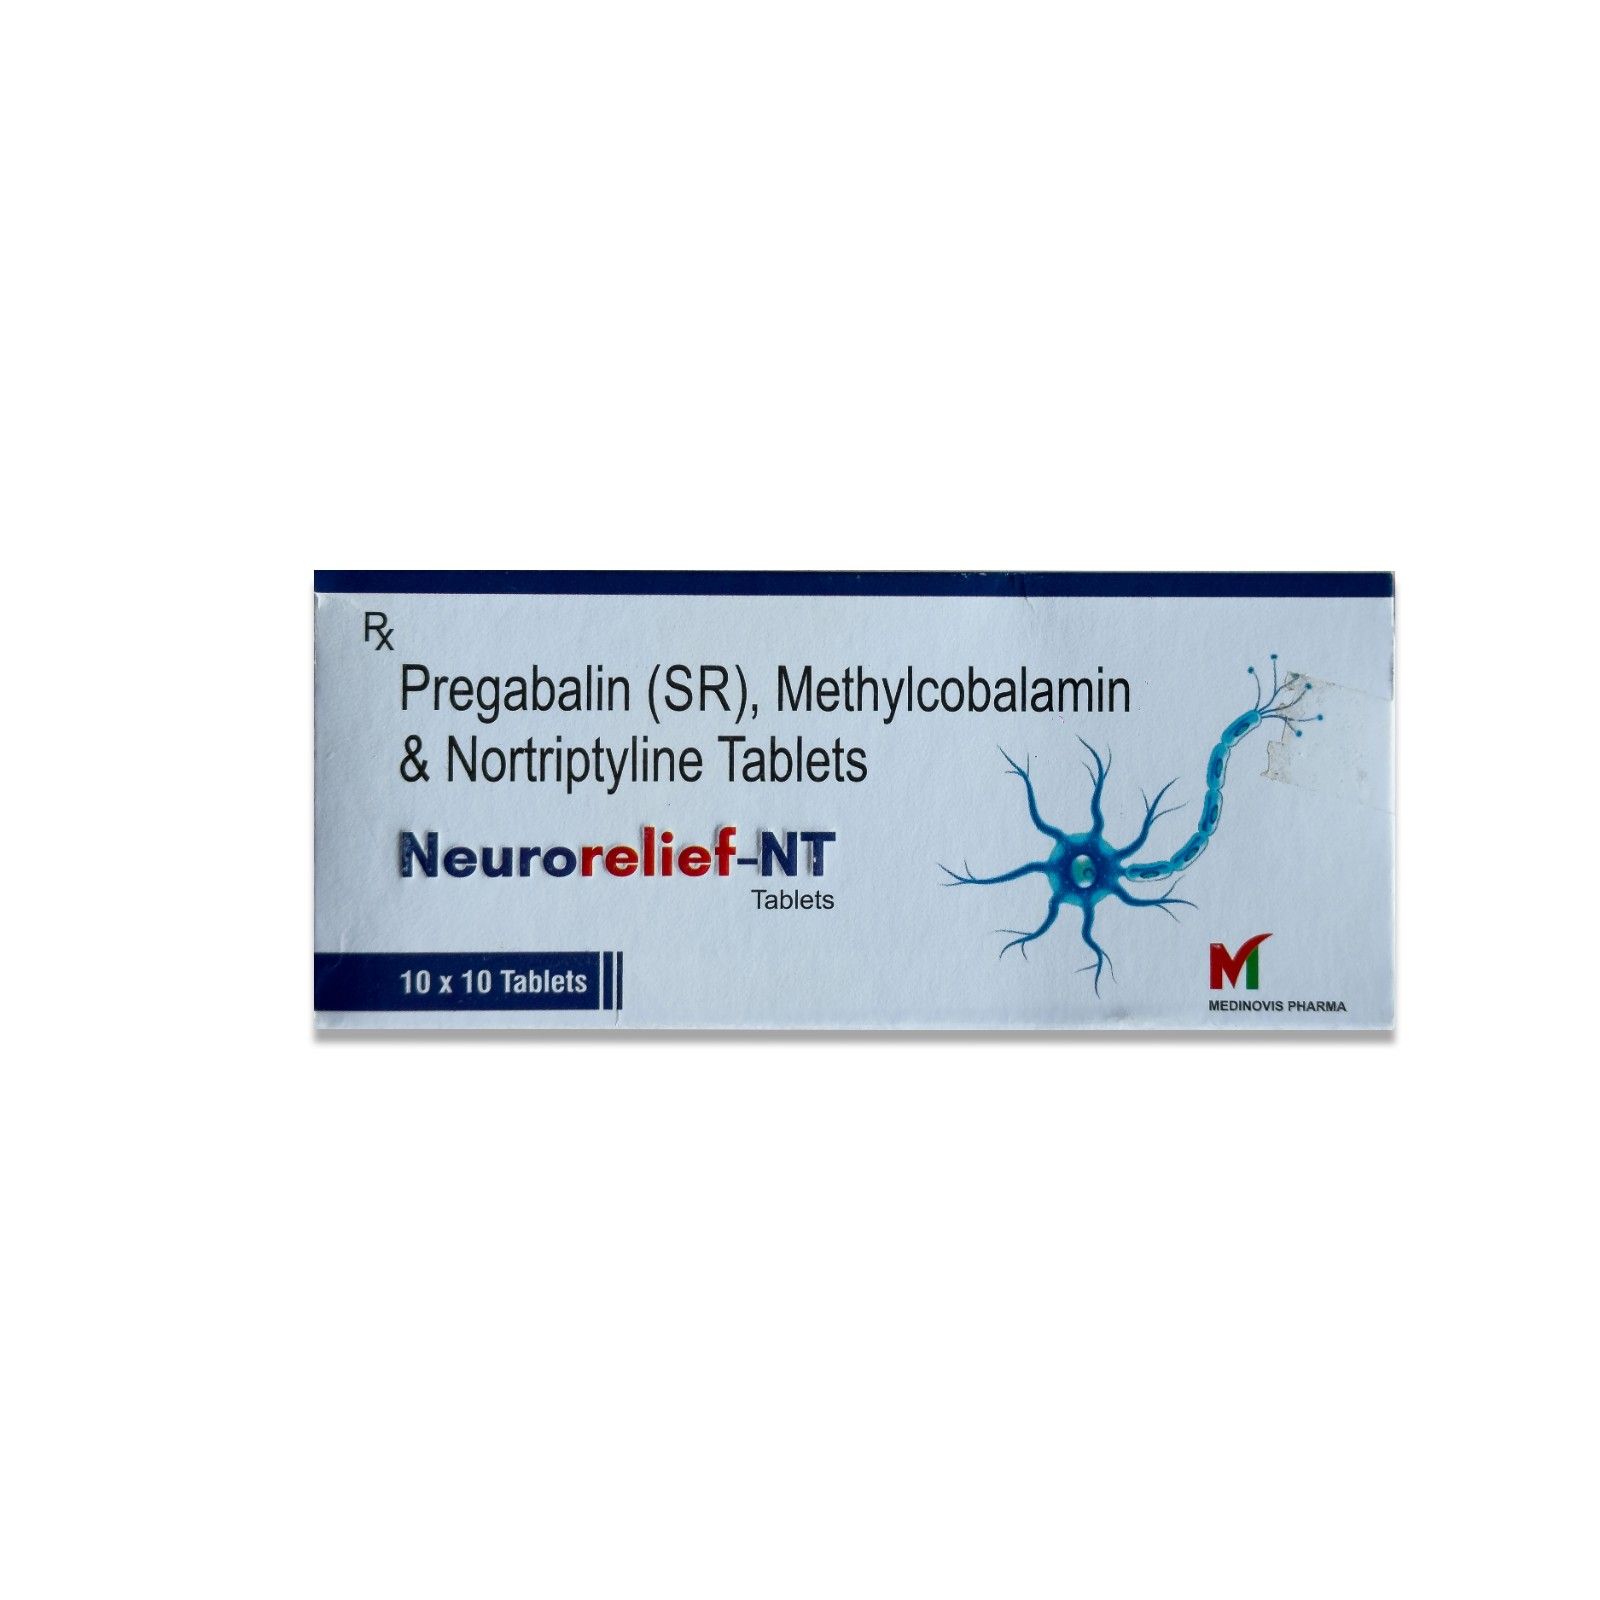 Rx
Pregabalin (SR), Methylcobalamin
& Nortriptyline Tablets
Neurorelief-NT
Tablets
10 x 10 Tablets
M
MEDINOVIS PHARMA